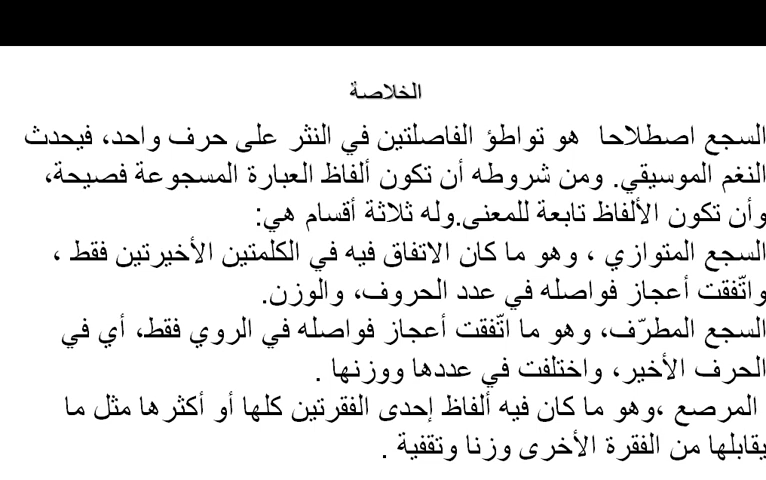 الخلاصة
السجع اصطلاحا هو تواطؤ الفاصلتين في النثر على حرف واحد، فيحدث
النغم الموسيقي. ومن شروطه أن تكون ألفاظ العبارة المسجوعة فصيحة،
وأن تكون الألفاظ تابعة للمعنى.وله ثلاثة أقسام هي:
السجع المتوازي ، وهو ما كان الاتفاق فيه في الكلمتين الأخيرتين فقط ،
واتّفقت أعجاز فواصله في عدد الحروف، والوزن.
السجع المطرّف، وهو ما اتّفقت أعجاز فواصله في الروي فقط، أي في
الحرف الأخير، واختلفت في عددها ووزنها .
المرصع ،وهو ما كان فيه ألفاظ إحدى الفقرتين كلها أو أكثرها مثل ما
يقابلها من الفقرة الأخرى وزنا وتقفية .